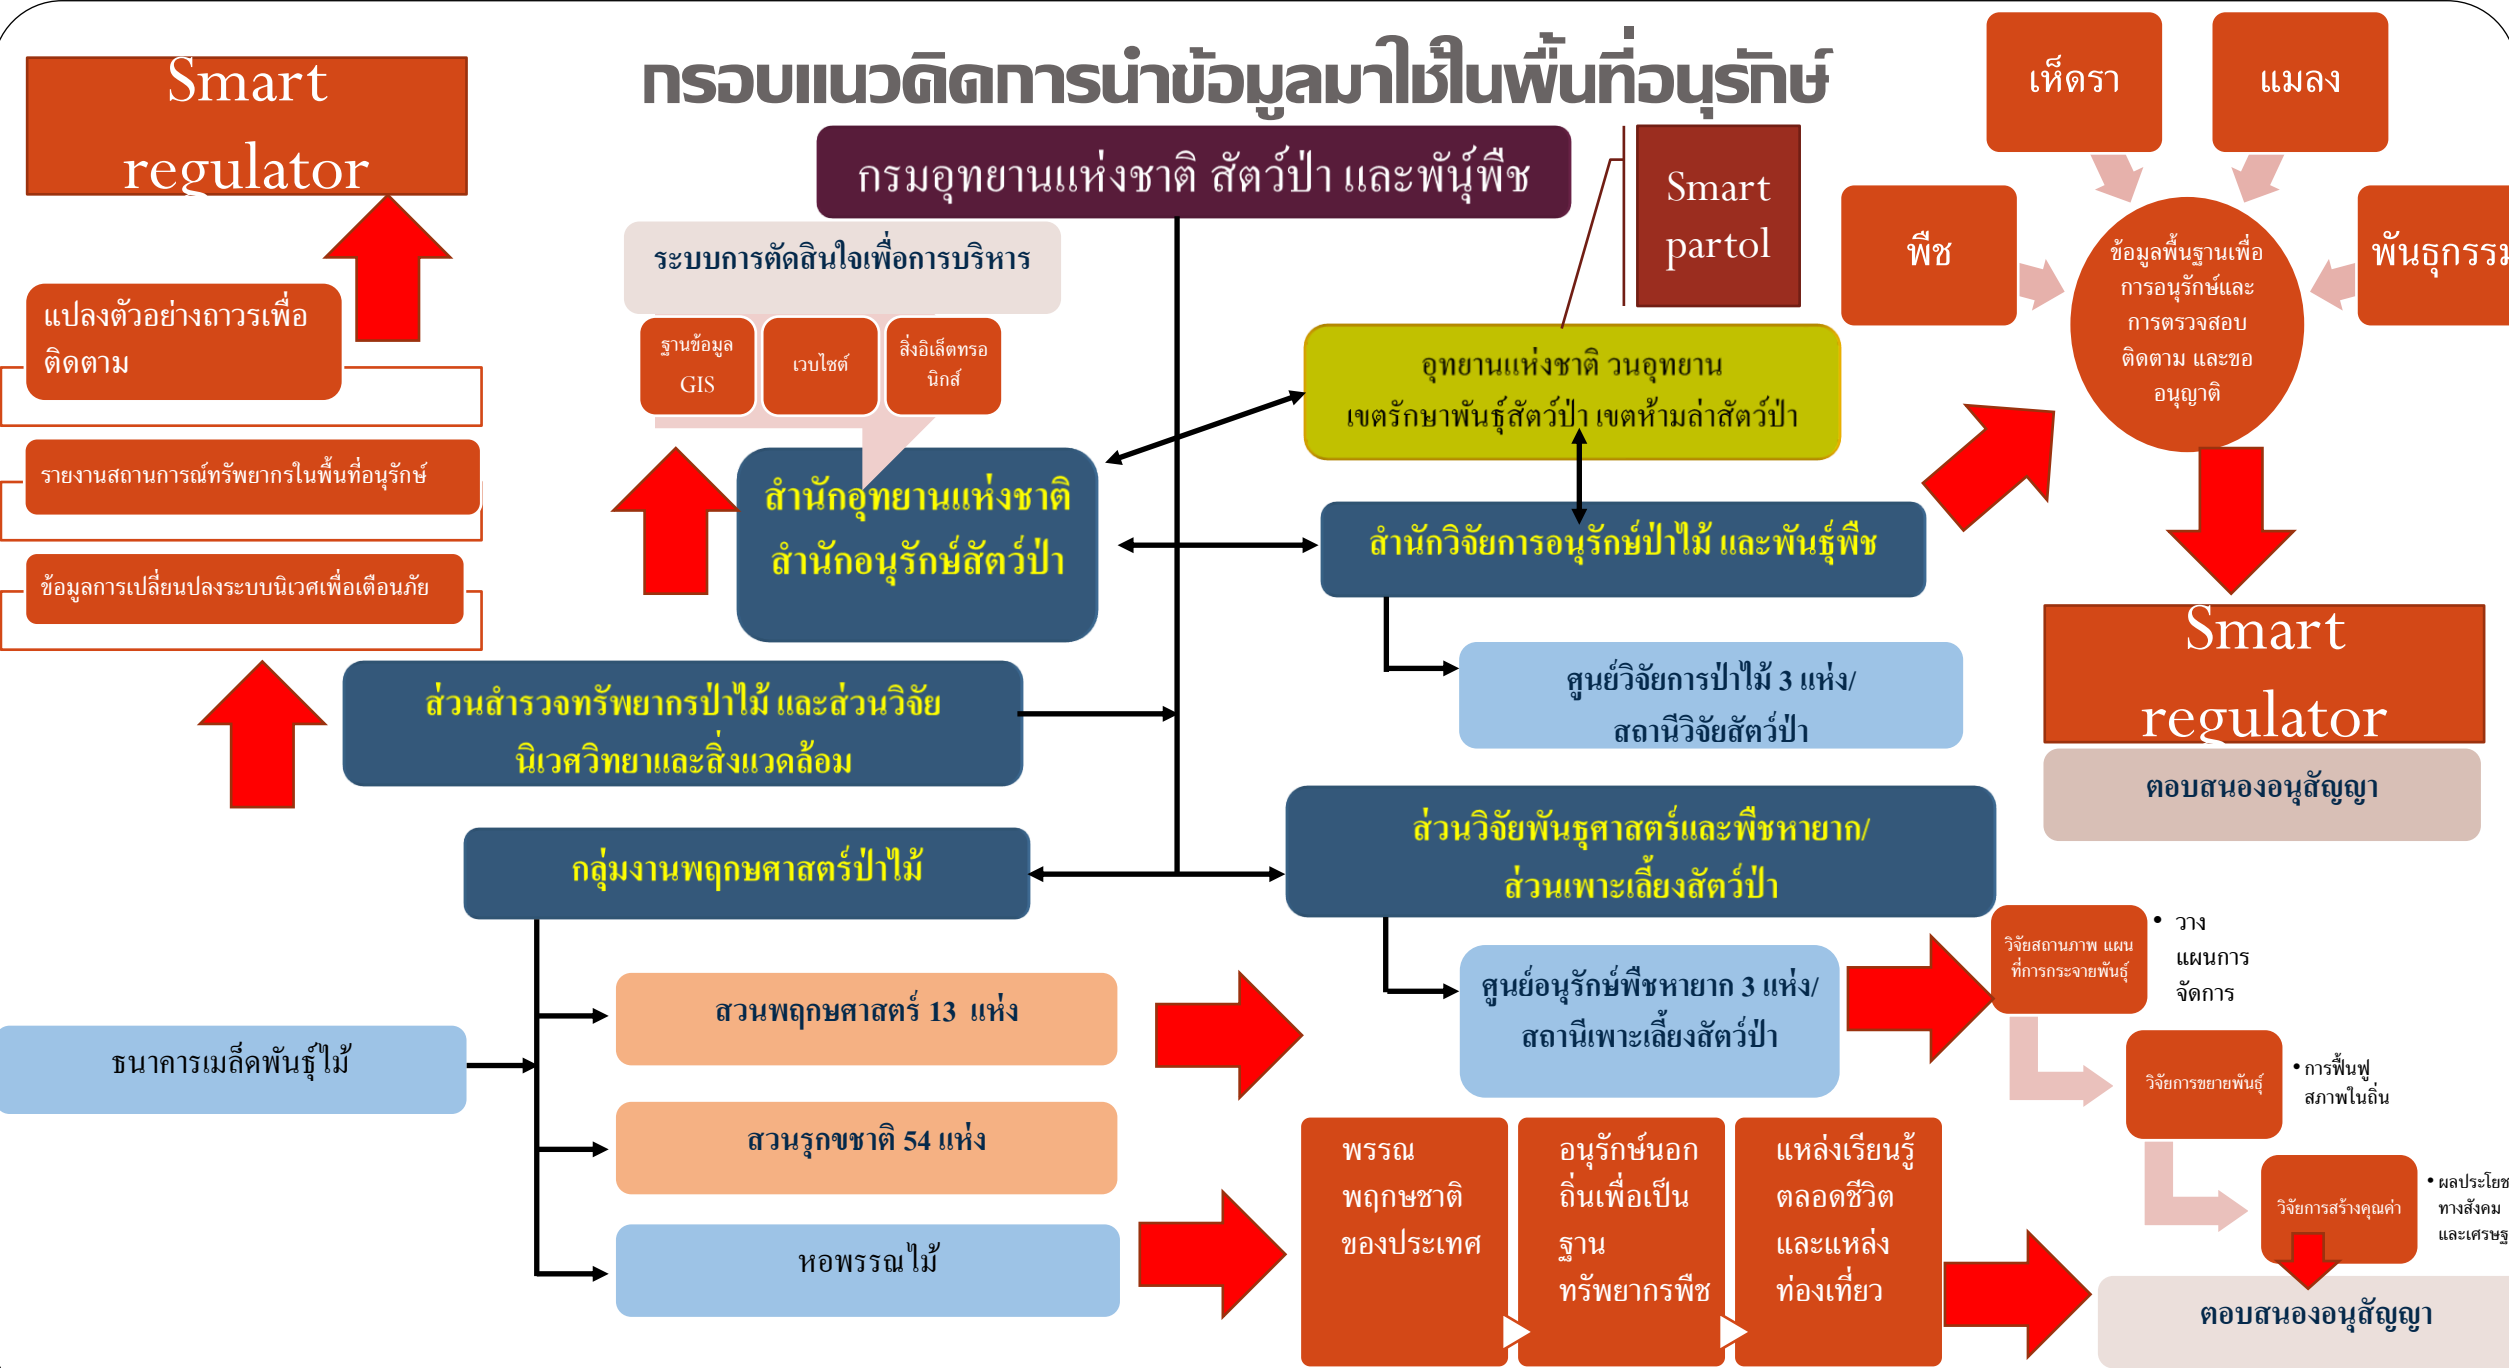 กรอบแนวคิดการนำข้อมูลมาใช้ในพื้นที่อนุรักษ์
Smart
regulator
กรมอุทยานแห่งชาติ สัตว์ป่า และพันุ์พืช
Smart
partol
เห็ดรา
แมลง
พืช
พันธุกรรม
ข้อมูลพื้นฐานเพื่อ
การอนุรักษ์และ
การตรวจสอบ
ติดตาม และขอ
อนุญาติ
ระบบการตัดสินใจเพื่อการบริหาร
ฐานข้อมูล
GIS
เวบไซต์
สิ่งอิเล็ตทรอ
นิกส์
แปลงตัวอย่างถาวรเพื่อ
ติดตาม
รายงานสถานการณ์ทรัพยากรในพื้นที่อนุรักษ์
ข้อมูลการเปลี่ยนปลงระบบนิเวศเพื่อเตือนภัย
อุทยานแห่งชาติ วนอุทยาน
เขตรักษาพันธุ์สัตว์ป่า เขตห้ามล่าสัตว์ป่า
สำนักอุทยานแห่งชาติ
สำนักอนุรักษ์สัตว์ป่า
สำนักวิจัยการอนุรักษ์ป่าไม้ และพันธุ์พืช
ศูนย์วิจัยการป่าไม้ 3 แห่ง/
สถานีวิจัยสัตว์ป่า
Smart
regulator
ตอบสนองอนุสัญญา
ส่วนสำรวจทรัพยากรป่าไม้ และส่วนวิจัย
นิเวศวิทยาและสิ่งแวดล้อม
กลุ่มงานพฤกษศาสตร์ป่าไม้
ส่วนวิจัยพันธุศาสตร์และพืชหายาก/
ส่วนเพาะเลี้ยงสัตว์ป่า
ศูนย์อนุรักษ์พืชหายาก 3 แห่ง/
สถานีเพาะเลี้ยงสัตว์ป่า
สวนพฤกษศาสตร์ 13 แห่ง
ธนาคารเมล็ดพันธุ์ไม้
สวนรุกขชาติ 54 แห่ง
หอพรรณไม้
พรรณ
พฤกษชาติ
ของประเทศ
อนุรักษ์นอก
ถิ่นเพื่อเป็น
ฐาน
ทรัพยากรพืช
แหล่งเรียนรู้
ตลอดชีวิต
และแหล่ง
ท่องเที่ยว
วิจัยสถานภาพ แผน
ที่การกระจายพันธุ์
• วาง
แผนการ
จัดการ
วิจัยการขยายพันธุ์
• การฟื้นฟู
สภาพในถิ่น
วิจัยการสร้างคุณค่า
• ผลประโยช
ทางสังคม
และเศรษฐ
ตอบสนองอนุสัญญา